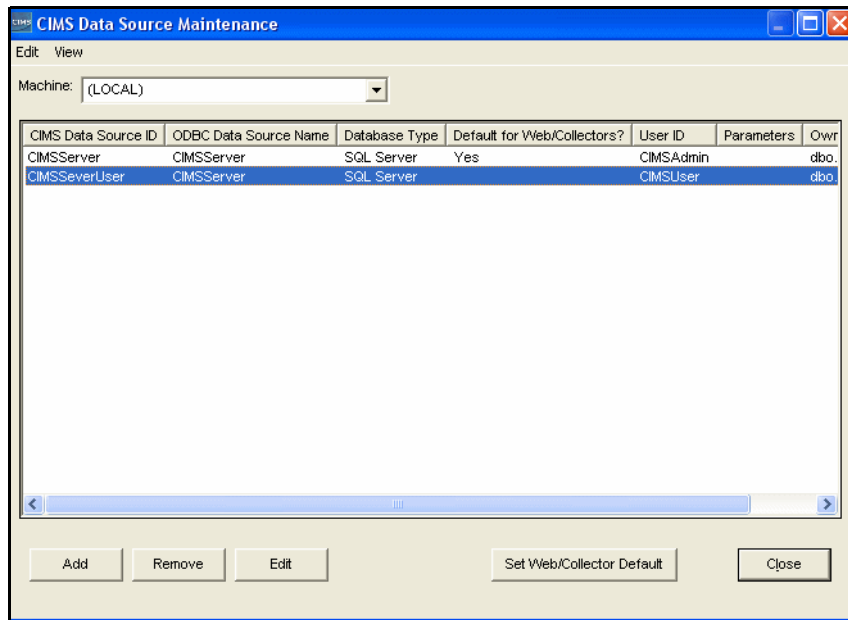 CIMS CIMS Data Source Maintenance
Edit View
Machine: (LOCAL)
CIMS Data Source ID ODBC Data Source Name Database Type Default for Web/Collectors? User ID Parameters Owr
CIMSServer CIMSServer SQL Server Yes CIMSAdmin dbo.
CIMSSeverUser CIMSServer SQL Server CIMSUser dbo.
Add Remove Edit Set Web/Collector Default Close